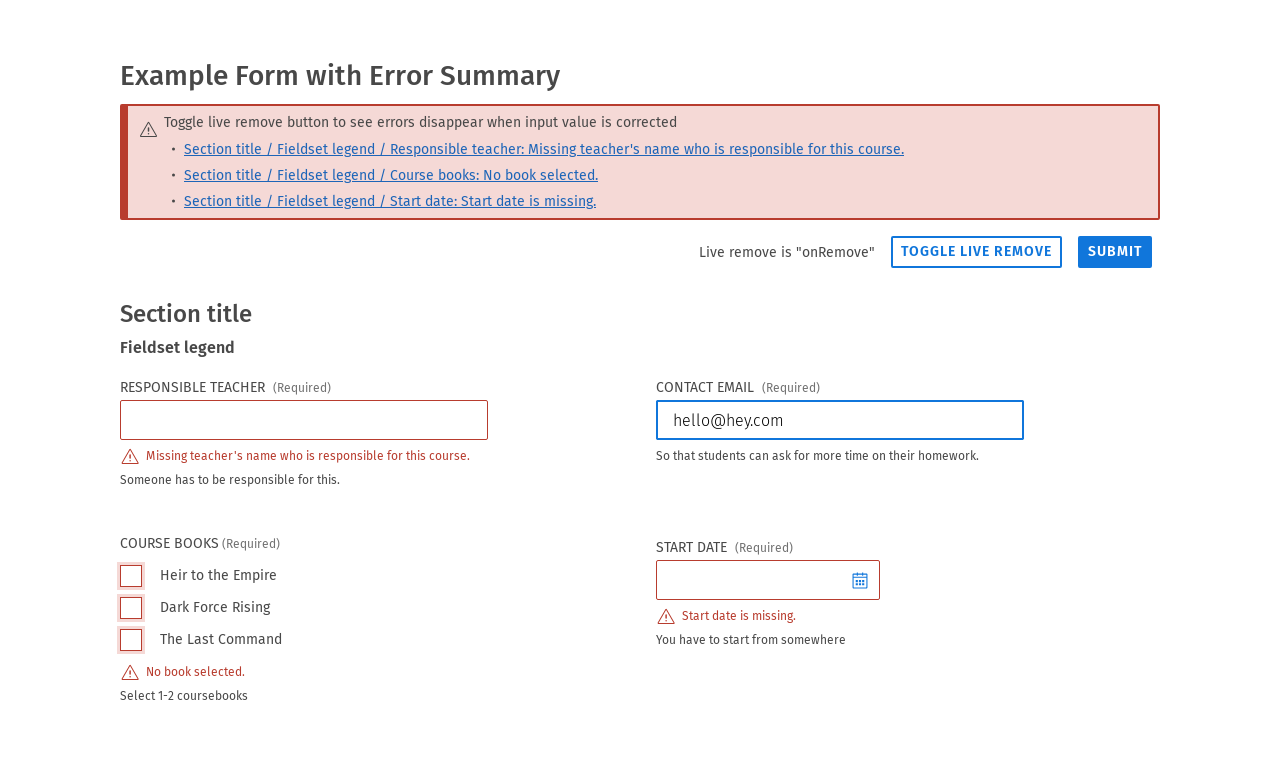 Example Form with Error Summary
Toggle live remove button to see errors disappear when input value is corrected
• Section title / Fieldset legend / Responsible teacher: Missing teacher's name who is responsible for this course.
• Section title / Fieldset legend / Course books: No book selected.
• Section title / Fieldset legend / Start date: Start date is missing.
Live remove is "onRemove" TOGGLE LIVE REMOVE SUBMIT
Section title
Fieldset legend
RESPONSIBLE TEACHER (Required)
Missing teacher's name who is responsible for this course.
Someone has to be responsible for this.
CONTACT EMAIL (Required)
hello@hey.com
So that students can ask for more time on their homework.
COURSE BOOKS (Required)
Heir to the Empire
Dark Force Rising
The Last Command
No book selected.
Select 1-2 coursebooks
START DATE (Required)
Start date is missing.
You have to start from somewhere